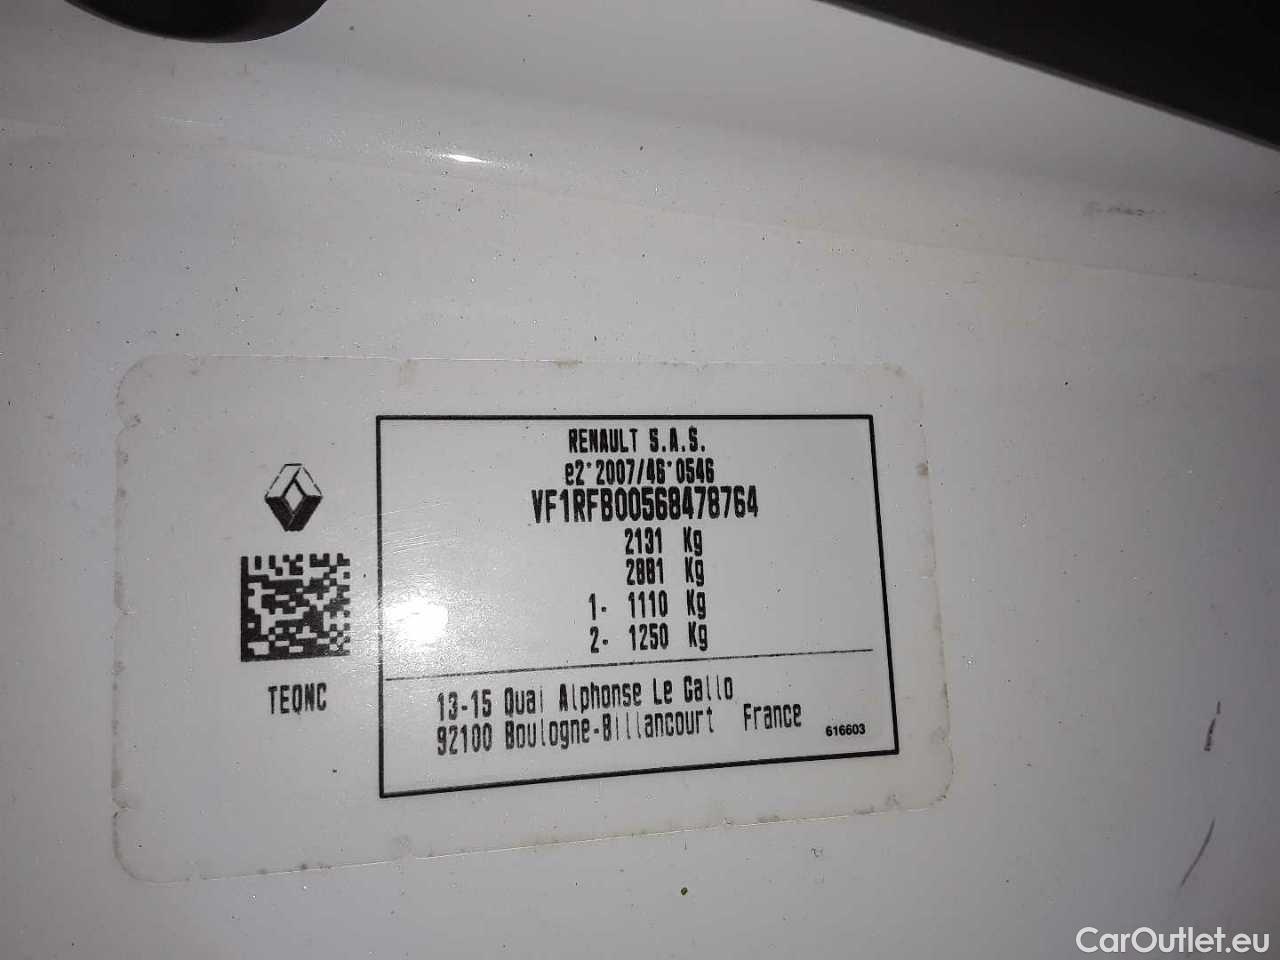 RENAULT S.A.S.
e2*2007/46*0546
VF1RFB00568478764
2131 Kg
2881 Kg
1- 1110 Kg
2- 1250 Kg
TEQNC
13-15 Quai Alphonse Le Gallo
92100 Boulogne-Billancourt France
616603
CarOutlet.eu